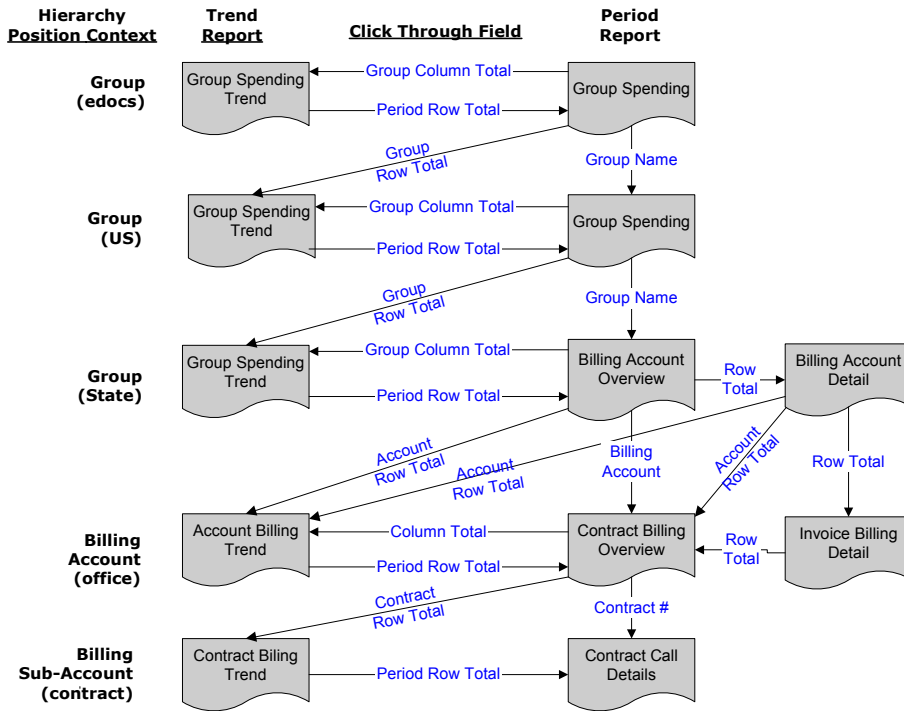 Hierarchy
Position Context
Trend
Report
Click Through Field
Period
Report
Group
(edocs)
Group Spending
Trend
Group Column Total
Period Row Total
Group Spending
Group
Row Total
Group Name
Group
(US)
Group Spending
Trend
Group Column Total
Period Row Total
Group Spending
Group
Row Total
Group Name
Group
(State)
Group Spending
Trend
Group Column Total
Period Row Total
Billing Account
Overview
Row
Total
Billing Account
Detail
Account
Row Total
Account
Row Total
Billing
Account
Account
Row Total
Row Total
Billing
Account
(office)
Account Billing
Trend
Column Total
Period Row Total
Contract Billing
Overview
Row
Total
Invoice Billing
Detail
Contract
Row Total
Contract #
Billing
Sub-Account
(contract)
Contract Biling
Trend
Period Row Total
Contract Call
Details